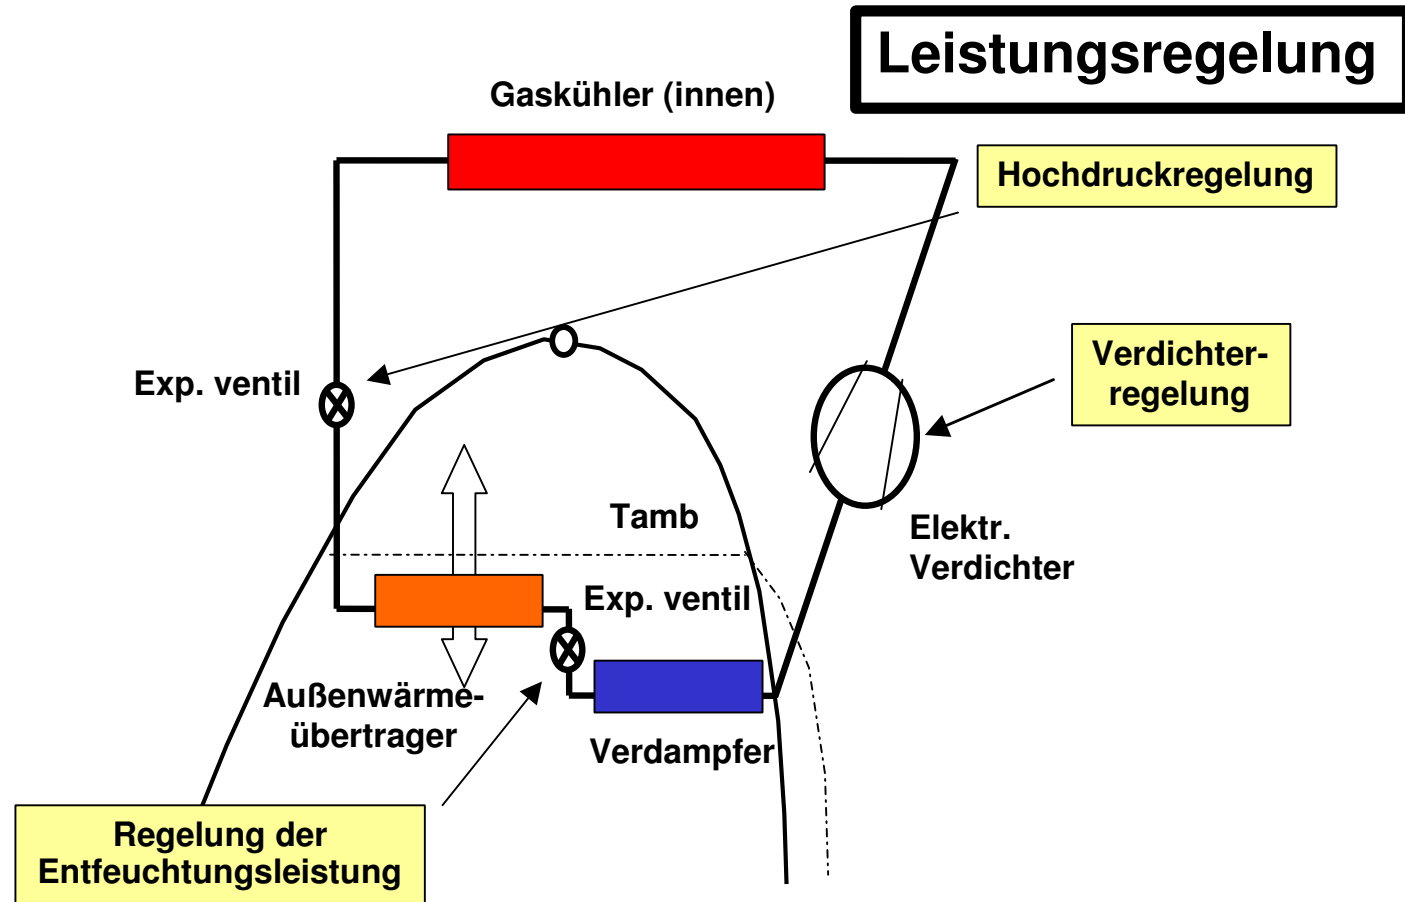 Leistungsregelung
Gaskühler (innen)
Hochdruckregelung
Exp. ventil
Verdichter-
regelung
Tamb
Elektr.
Verdichter
Exp. ventil
Außenwärme-
übertrager
Verdampfer
Regelung der
Entfeuchtungsleistung